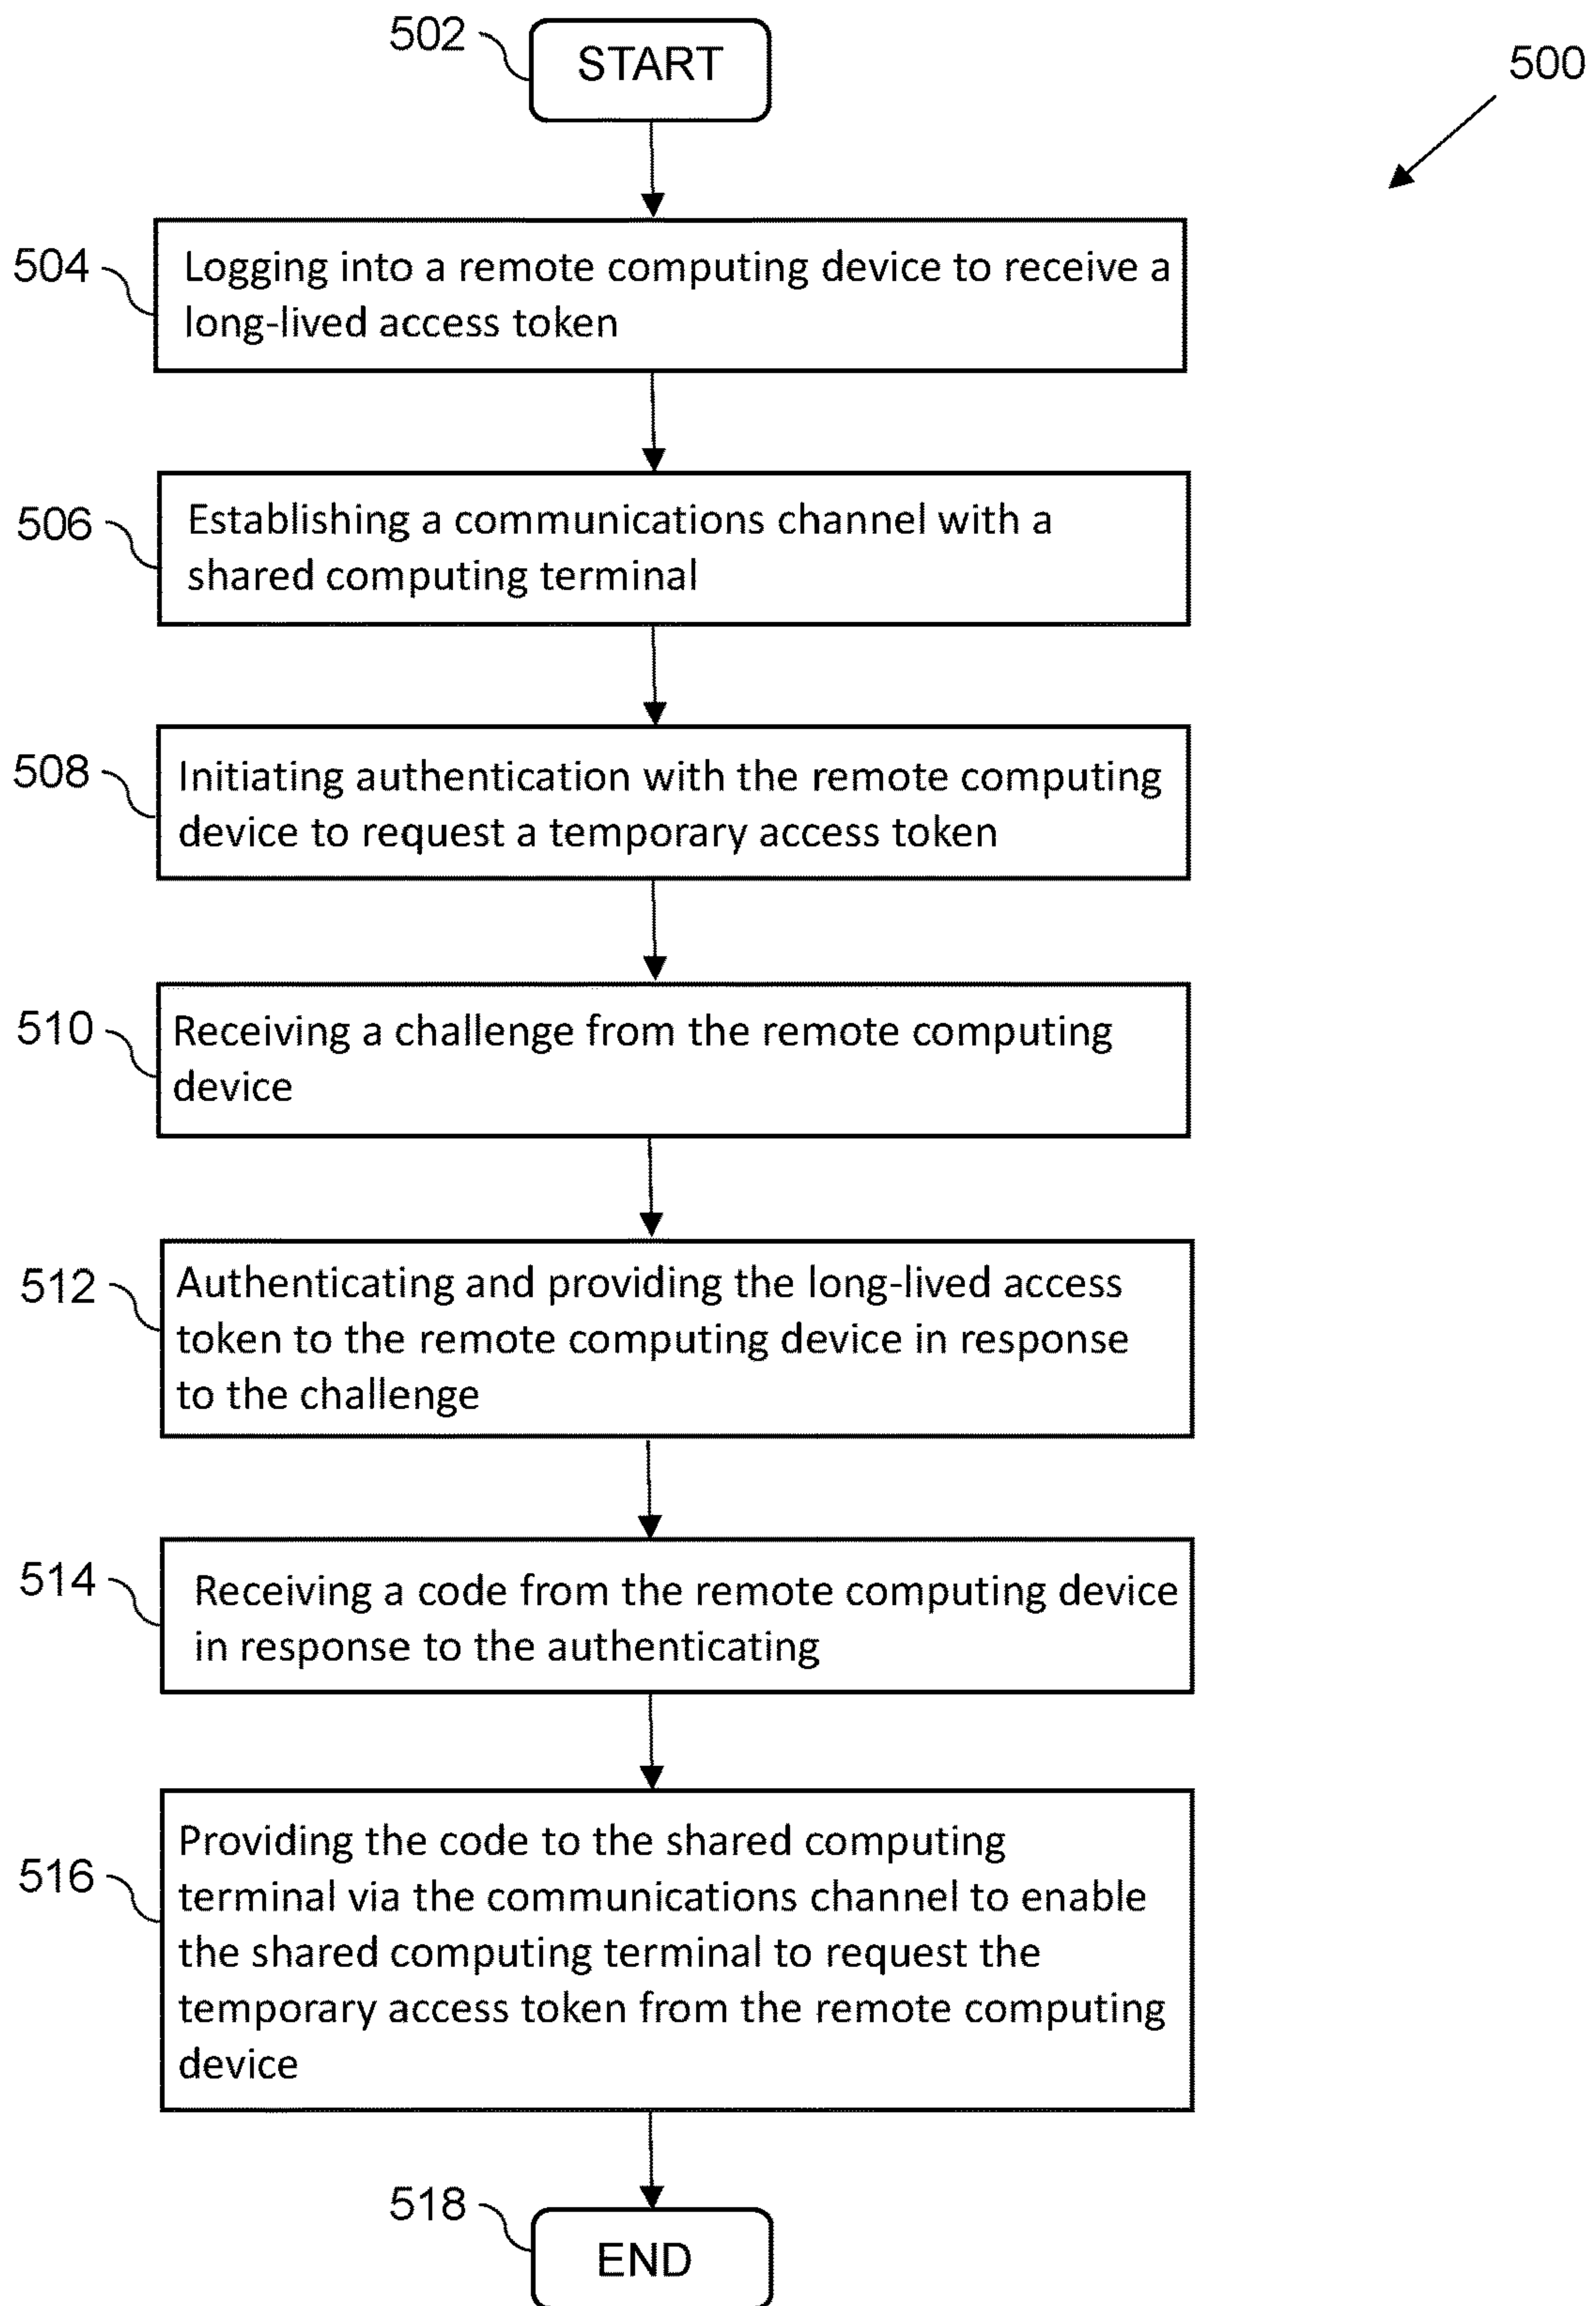 502
START
500
504
Logging into a remote computing device to receive a
long-lived access token
506
Establishing a communications channel with a
shared computing terminal
508
Initiating authentication with the remote computing
device to request a temporary access token
510
Receiving a challenge from the remote computing
device
512
Authenticating and providing the long-lived access
token to the remote computing device in response
to the challenge
514
Receiving a code from the remote computing device
in response to the authenticating
516
Providing the code to the shared computing
terminal via the communications channel to enable
the shared computing terminal to request the
temporary access token from the remote computing
device
518
END